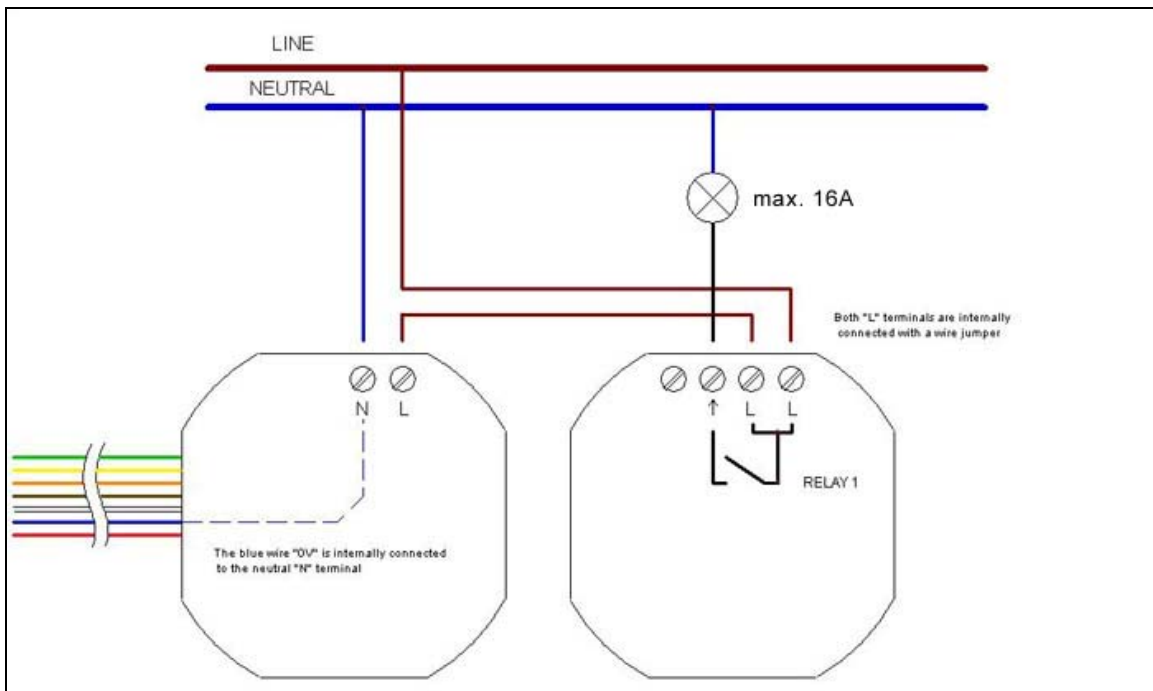 LINE
NEUTRAL
max. 16A
Both "L" terminals are internally
connected with a wire jumper
N L
↑ L L
RELAY 1
The blue wire "0V" is internally connected
to the neutral "N" terminal